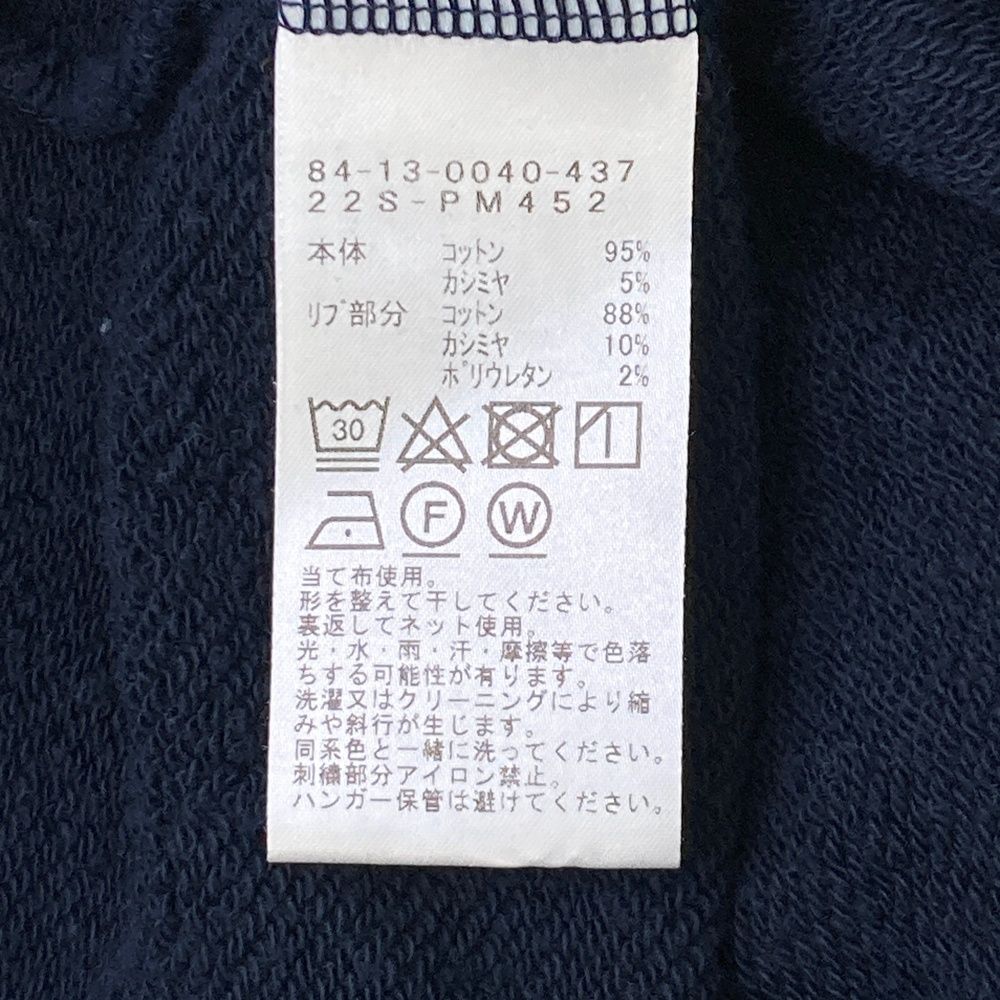 84-13-0040-437
22S-PM452
本体 コットン 95%
カシミヤ 5%
リブ部分 コットン 88%
カシミヤ 10%
ポリウレタン 2%
30
F W
当て布使用。
形を整えて干してください。
裏返してネット使用。
光・水・雨・汗・摩擦等で色落
ちする可能性が有ります。
洗濯又はクリーニングにより縮
みや斜行が生じます。
同系色と一緒に洗ってください。
刺繍部分アイロン禁止。
ハンガー保管は避けてください。